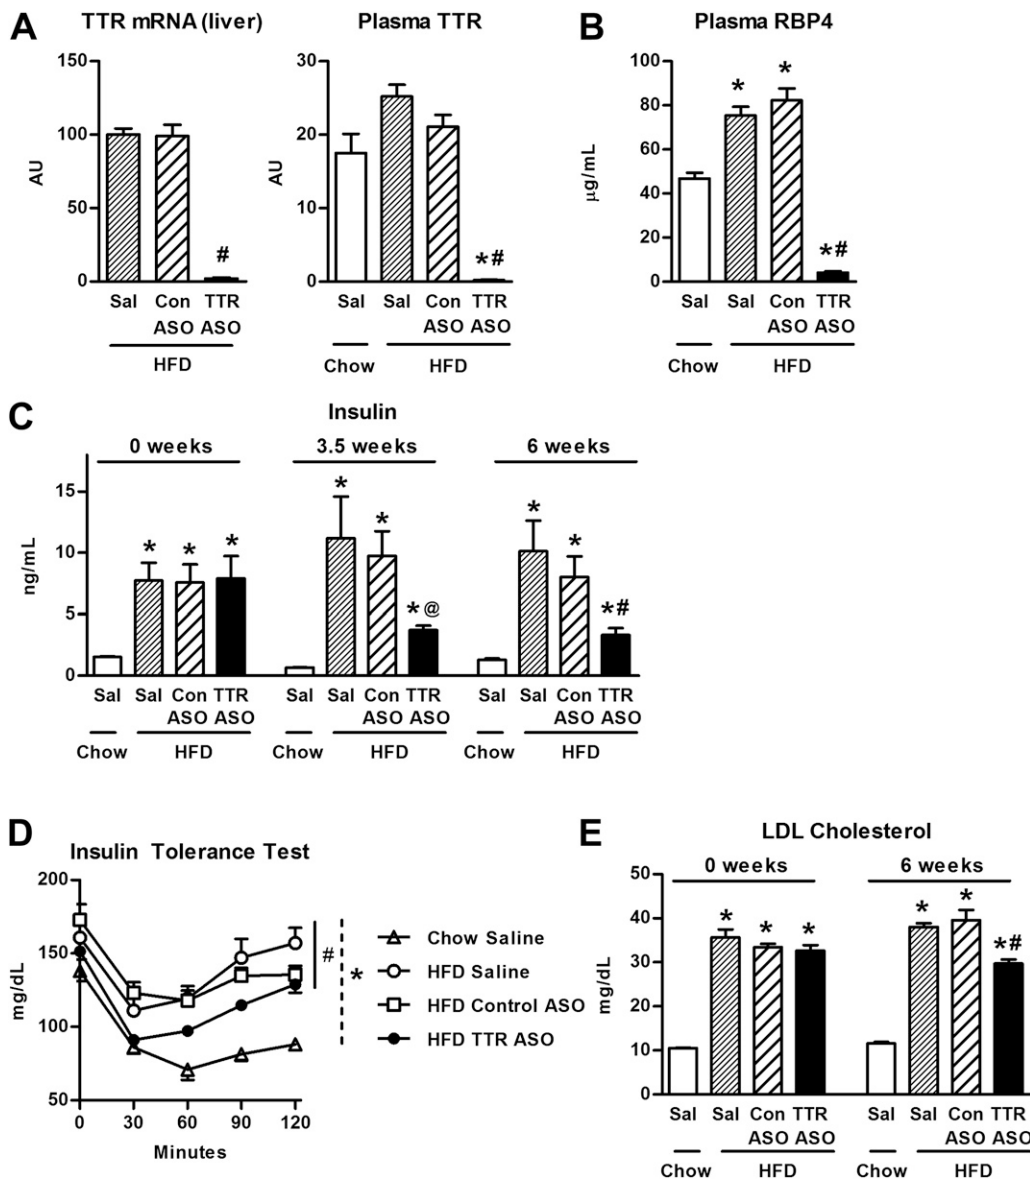 A
TTR mRNA (liver)
150
100
50
0
AU
#
Sal Con TTR
ASO ASO
HFD
Plasma TTR
30
20
10
0
AU
*#
Sal Sal Con TTR
ASO ASO
Chow HFD
B
Plasma RBP4
100
80
60
40
20
0
µg/mL
* * *#
Sal Sal Con TTR
ASO ASO
Chow HFD
C
Insulin
0 weeks 3.5 weeks 6 weeks
15
10
5
0
ng/mL
* * * * * *@ * * *#
Sal Sal Con TTR Sal Sal Con TTR Sal Sal Con TTR
ASO ASO ASO ASO ASO ASO
Chow HFD Chow HFD Chow HFD
D
Insulin Tolerance Test
200
150
100
50
mg/dL
0 30 60 90 120
Minutes
# *
Chow Saline
HFD Saline
HFD Control ASO
HFD TTR ASO
E
LDL Cholesterol
0 weeks 6 weeks
50
40
30
20
10
0
mg/dL
* * * * * *#
Sal Sal Con TTR Sal Sal Con TTR
ASO ASO ASO ASO
Chow HFD Chow HFD